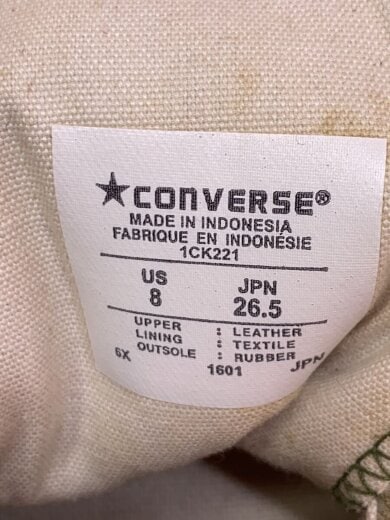 ★CONVERSE®
MADE IN INDONESIA
FABRIQUE EN INDONÉSIE
1CK221
US JPN
8 26.5
UPPER : LEATHER
LINING : TEXTILE
OUTSOLE : RUBBER
6X 1601 JPN